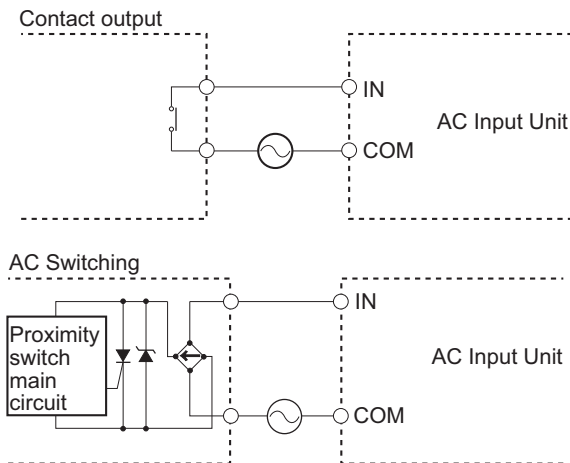 Contact output
IN
AC Input Unit
COM
AC Switching
IN
Proximity
switch
main
circuit
AC Input Unit
COM